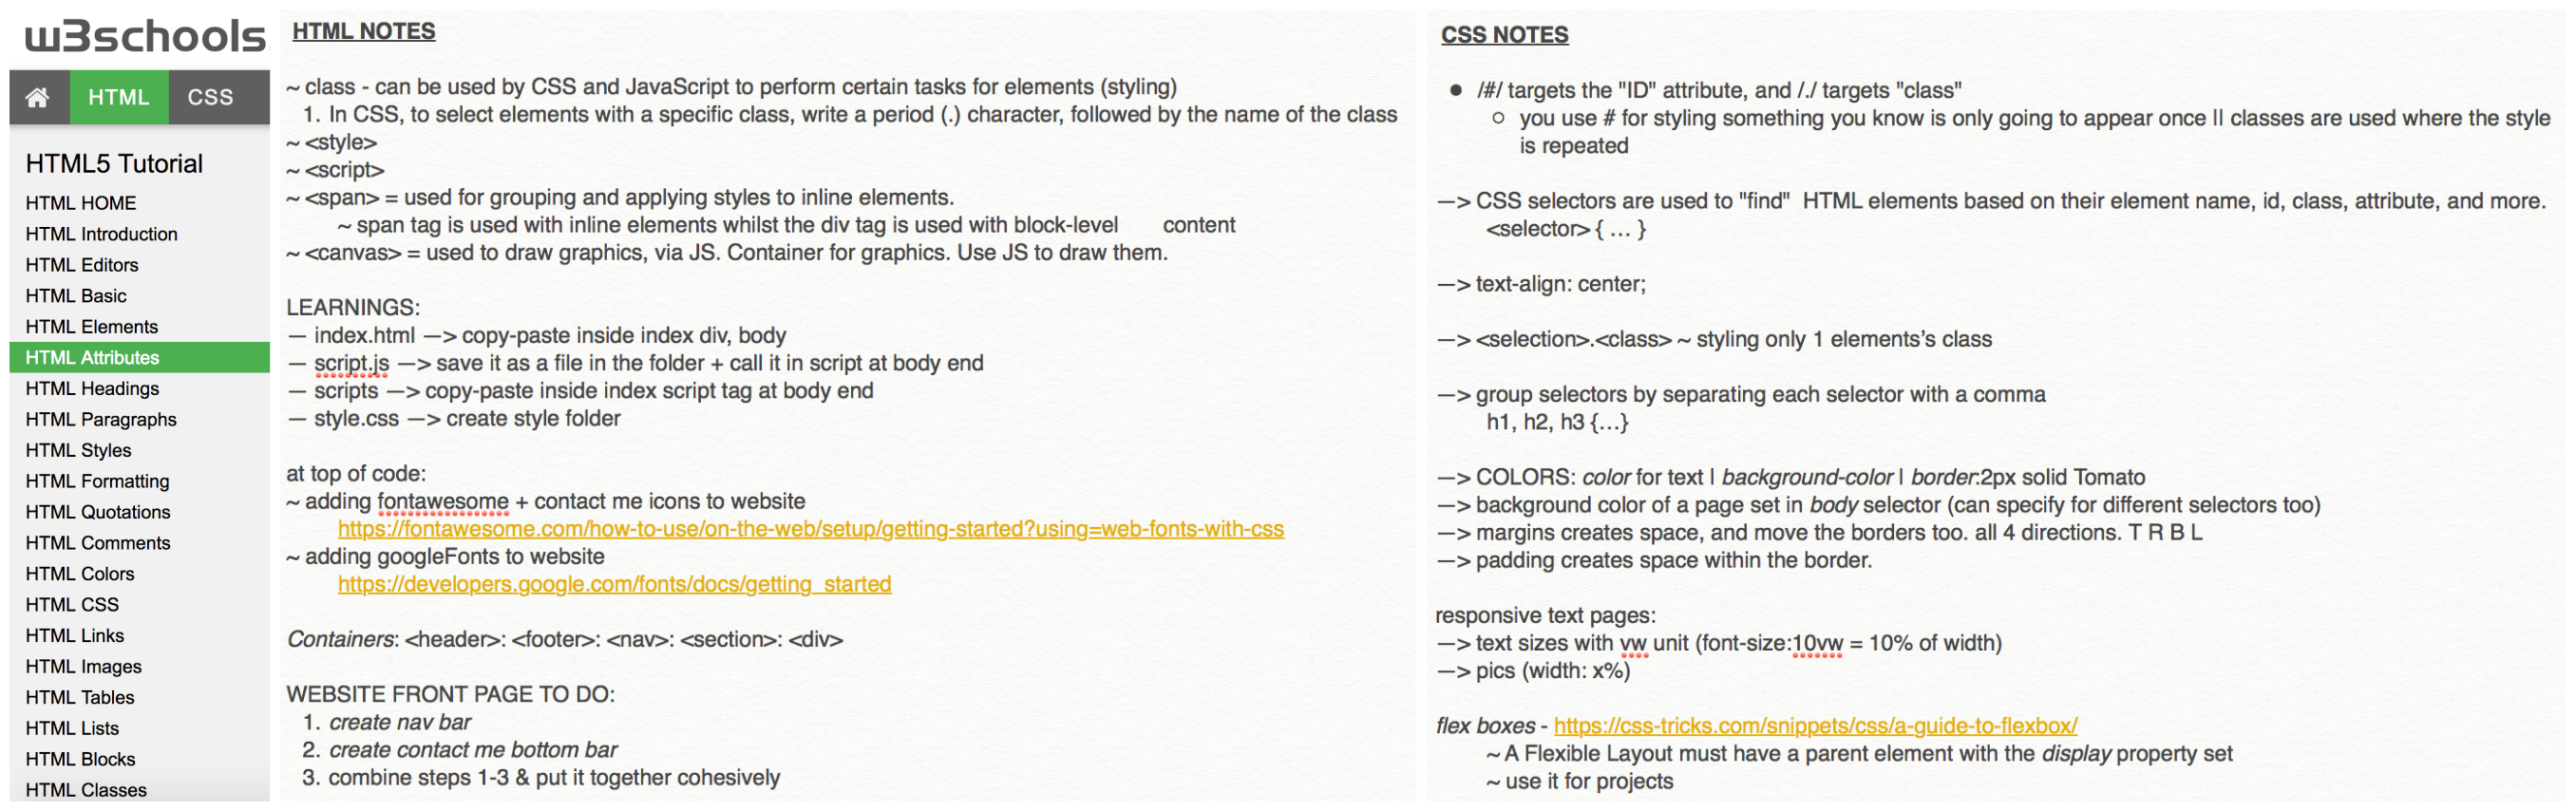 w3schools.
HTML
CSS
HTML5 Tutorial
HTML HOME
HTML Introduction
HTML Editors
HTML Basic
HTML Elements
HTML Attributes
HTML Headings
HTML Paragraphs
HTML Styles
HTML Formatting
HTML Quotations
HTML Comments
HTML Colors
HTML CSS
HTML Links
HTML Images
HTML Tables
HTML Lists
HTML Blocks
HTML Classes
HTML NOTES
~ class - can be used by CSS and JavaScript to perform certain tasks for elements (styling)
1. In CSS, to select elements with a specific class, write a period (.) character, followed by the name of the class
~ <style>
~ <script>
~ <span> = used for grouping and applying styles to inline elements.
~ span tag is used with inline elements whilst the div tag is used with block-level content
~ <canvas> = used to draw graphics, via JS. Container for graphics. Use JS to draw them.
LEARNINGS:
— index.html —> copy-paste inside index div, body
— script.js —> save it as a file in the folder + call it in script at body end
— scripts —> copy-paste inside index script tag at body end
— style.css —> create style folder
at top of code:
~ adding fontawesome + contact me icons to website
https://fontawesome.com/how-to-use/on-the-web/setup/getting-started?using=web-fonts-with-css
~ adding googleFonts to website
https://developers.google.com/fonts/docs/getting_started
Containers: <header>: <footer>: <nav>: <section>: <div>
WEBSITE FRONT PAGE TO DO:
1. create nav bar
2. create contact me bottom bar
3. combine steps 1-3 & put it together cohesively
CSS NOTES
• /#/ targets the "ID" attribute, and /./ targets "class"
○ you use # for styling something you know is only going to appear once || classes are used where the style
is repeated
—> CSS selectors are used to "find"  HTML elements based on their element name, id, class, attribute, and more.
<selector> { … }
—> text-align: center;
—> <selection>.<class> ~ styling only 1 elements’s class
—> group selectors by separating each selector with a comma
h1, h2, h3 {…}
—> COLORS: color for text | background-color | border:2px solid Tomato
—> background color of a page set in body selector (can specify for different selectors too)
—> margins creates space, and move the borders too. all 4 directions. T R B L
—> padding creates space within the border.
responsive text pages:
—> text sizes with vw unit (font-size:10vw = 10% of width)
—> pics (width: x%)
flex boxes - https://css-tricks.com/snippets/css/a-guide-to-flexbox/
~ A Flexible Layout must have a parent element with the display property set
~ use it for projects